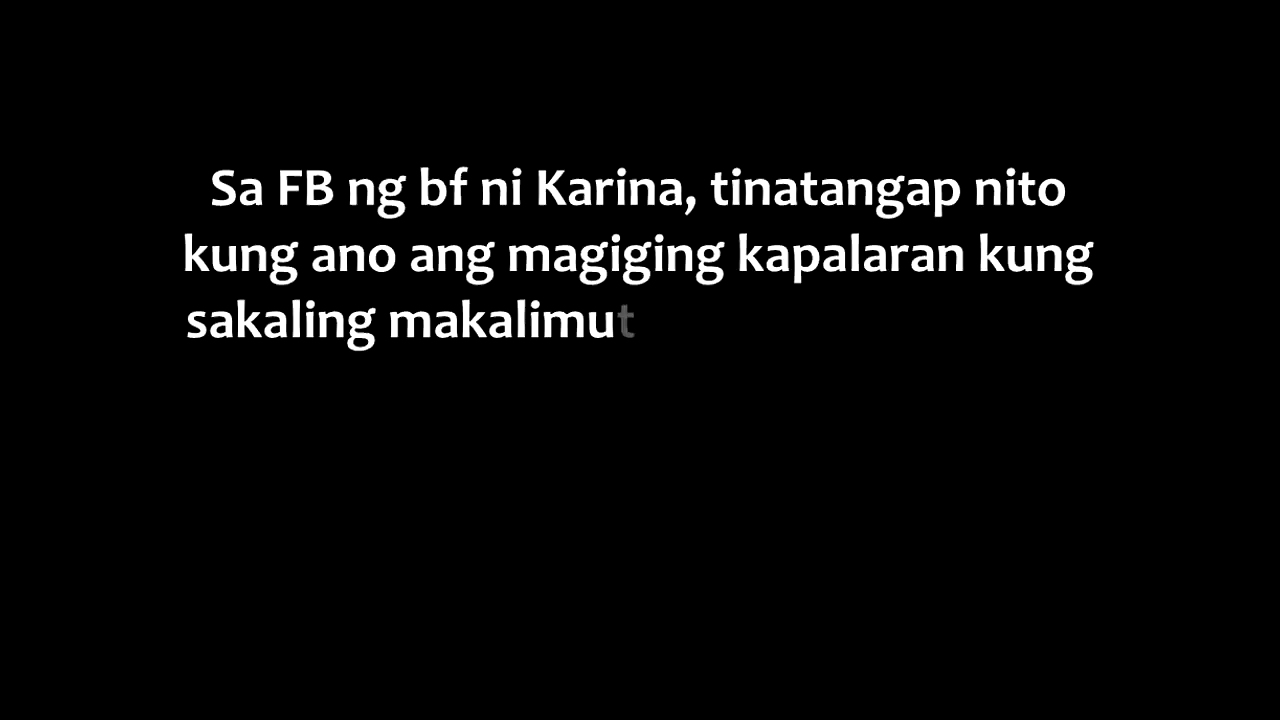 Sa FB ng bf ni Karina, tinatangap nito
kung ano ang magiging kapalaran kung
sakaling makalimut